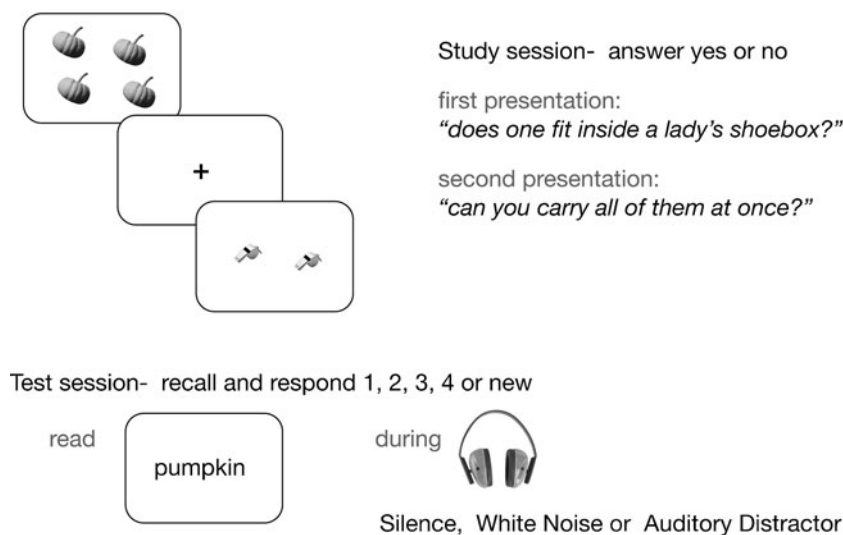 Study session- answer yes or no
first presentation:
“does one fit inside a lady’s shoebox?”
second presentation:
“can you carry all of them at once?”
+
Test session- recall and respond 1, 2, 3, 4 or new
read
pumpkin
during
Silence, White Noise or Auditory Distractor